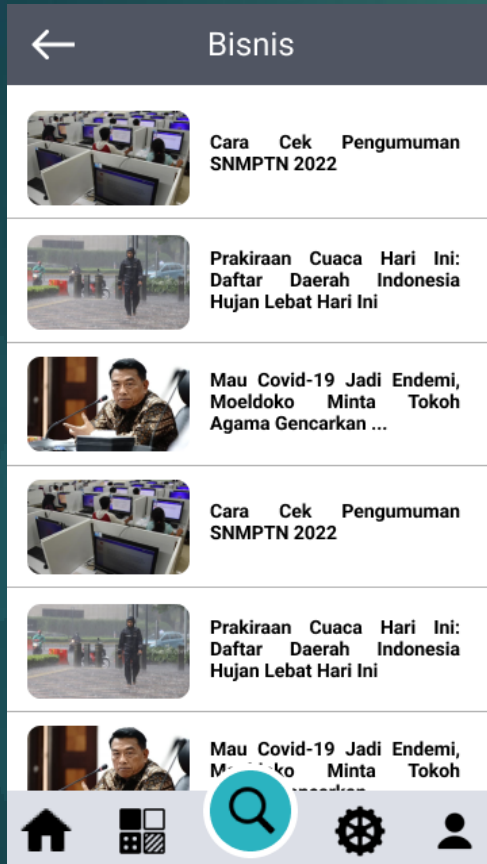 Bisnis
Cara Cek Pengumuman
SNMPTN 2022
Prakiraan Cuaca Hari Ini:
Daftar Daerah Indonesia
Hujan Lebat Hari Ini
Mau Covid-19 Jadi Endemi,
Moeldoko Minta Tokoh
Agama Gencarkan ...
Cara Cek Pengumuman
SNMPTN 2022
Prakiraan Cuaca Hari Ini:
Daftar Daerah Indonesia
Hujan Lebat Hari Ini
Mau Covid-19 Jadi Endemi,
Minta Tokoh